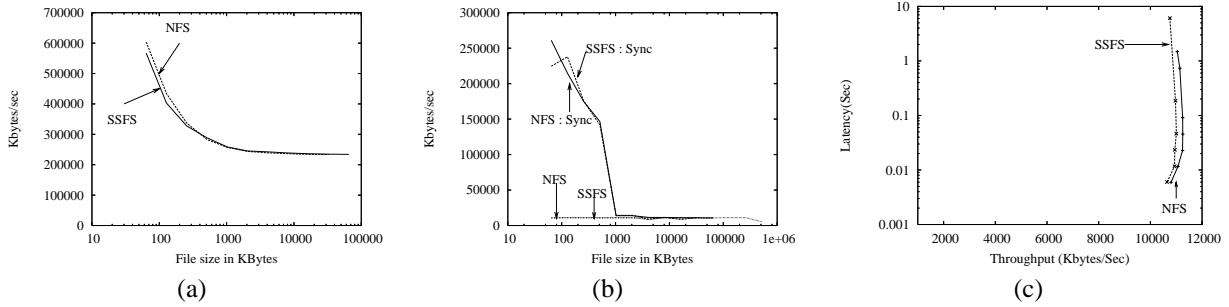 700000
600000
500000
400000
300000
200000
100000
0
Kbytes/sec
NFS
SSFS
10
100
1000
10000
100000
File size in KBytes
(a)
300000
250000
200000
150000
100000
50000
0
Kbytes/sec
SSFS : Sync
NFS : Sync
NFS
SSFS
10
100
1000
10000
100000
1e+06
File size in KBytes
(b)
10
1
0.1
0.01
0.001
Latency(Sec)
SSFS
NFS
2000
4000
6000
8000
10000
12000
Throughput (Kbytes/Sec)
(c)